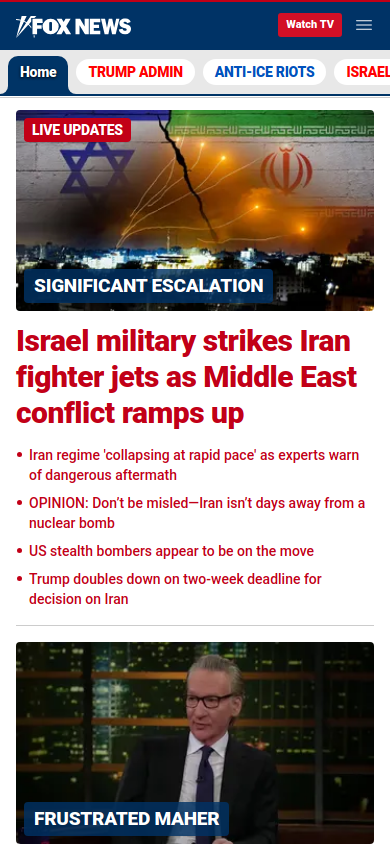 FOX NEWS
Watch TV
Home
TRUMP ADMIN
ANTI-ICE RIOTS
ISRAEL
LIVE UPDATES
SIGNIFICANT ESCALATION
Israel military strikes Iran
fighter jets as Middle East
conflict ramps up
• Iran regime 'collapsing at rapid pace' as experts warn
of dangerous aftermath
• OPINION: Don’t be misled—Iran isn’t days away from a
nuclear bomb
• US stealth bombers appear to be on the move
• Trump doubles down on two-week deadline for
decision on Iran
FRUSTRATED MAHER